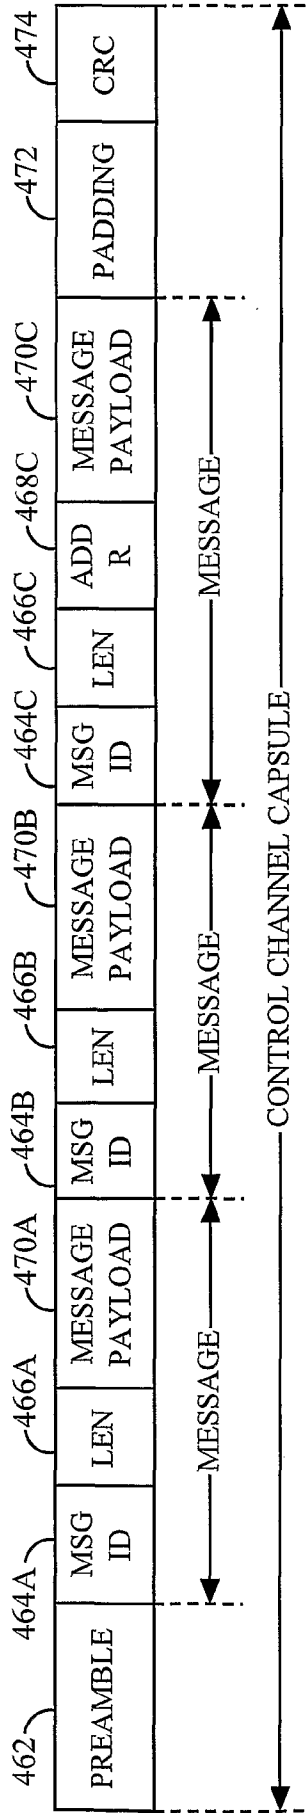 462
464A
466A
470A
464B
466B
470B
464C
466C
468C
470C
472
474
PREAMBLE
MSG
ID
LEN
MESSAGE
PAYLOAD
MSG
ID
LEN
MESSAGE
PAYLOAD
MSG
ID
LEN
ADD
R
MESSAGE
PAYLOAD
PADDING
CRC
MESSAGE
MESSAGE
MESSAGE
CONTROL CHANNEL CAPSULE